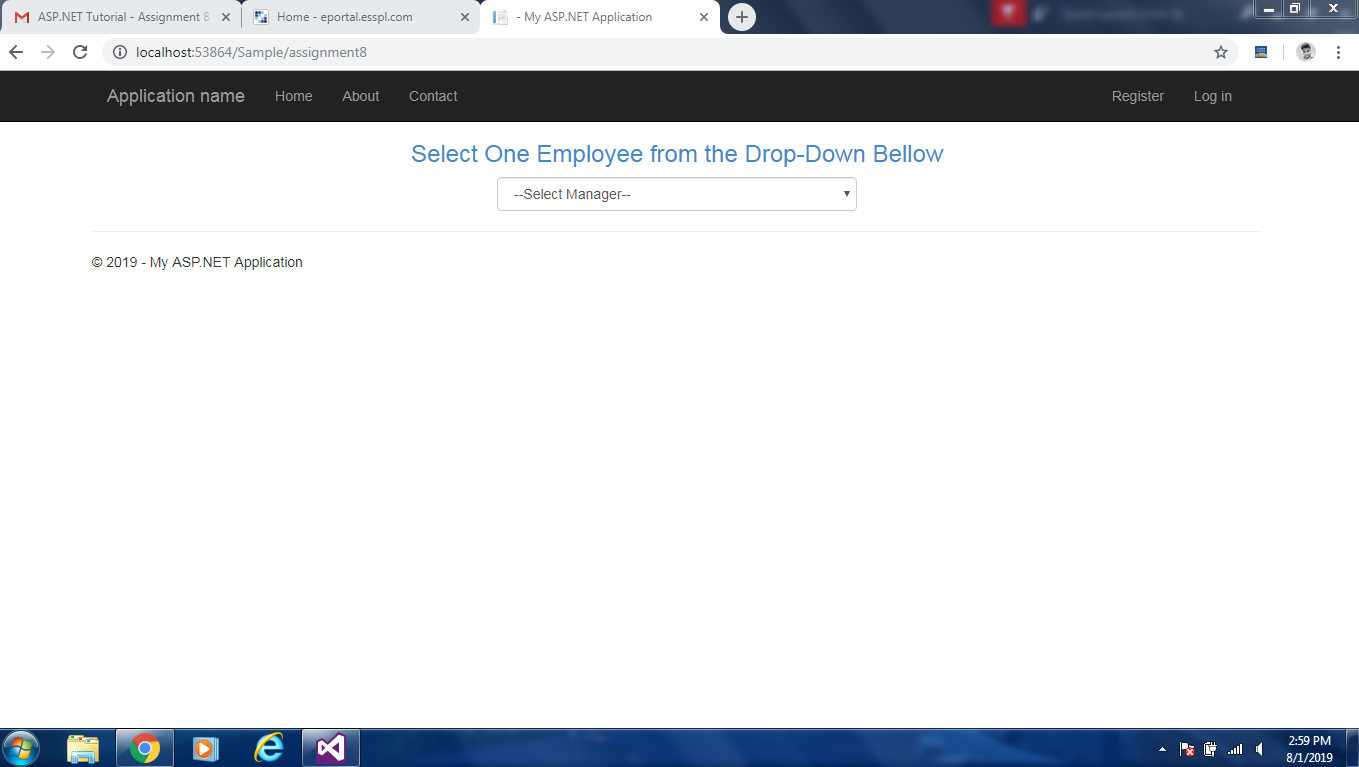 ASP.NET Tutorial - Assignment 8
Home - eportal.esspl.com
- My ASP.NET Application
localhost:53864/Sample/assignment8
Application name Home About Contact Register Log in
Select One Employee from the Drop-Down Bellow
--Select Manager--
© 2019 - My ASP.NET Application
2:59 PM
8/1/2019